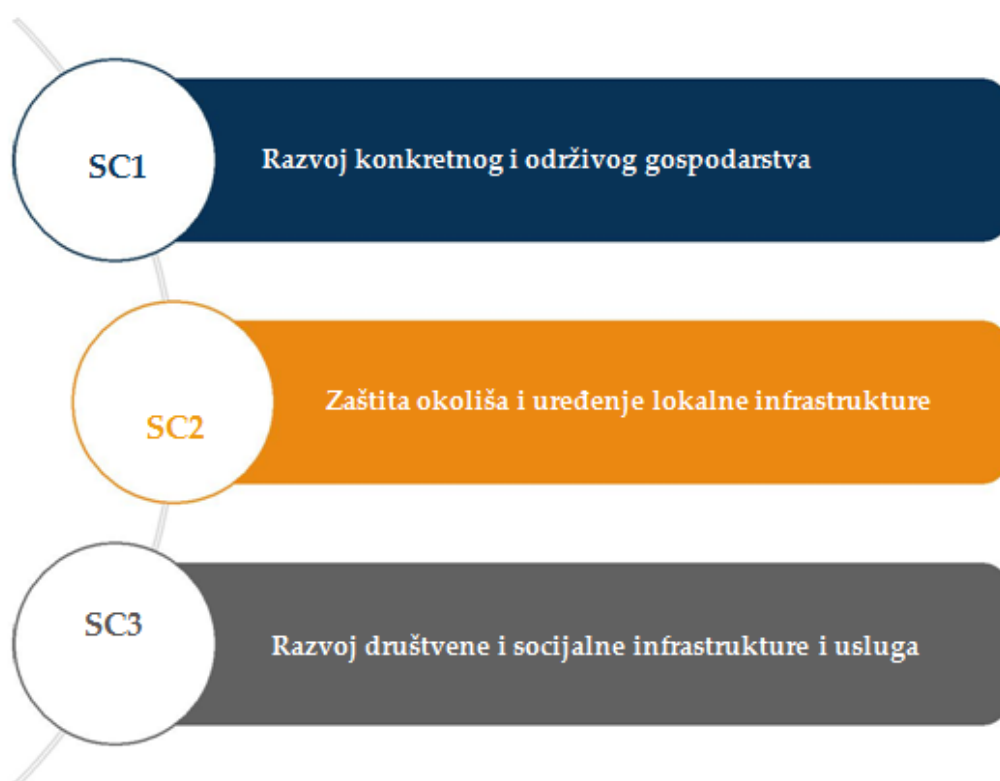 SC1
Razvoj konkretnog i održivog gospodarstva
SC2
Zaštita okoliša i uređenje lokalne infrastrukture
SC3
Razvoj društvene i socijalne infrastrukture i usluga